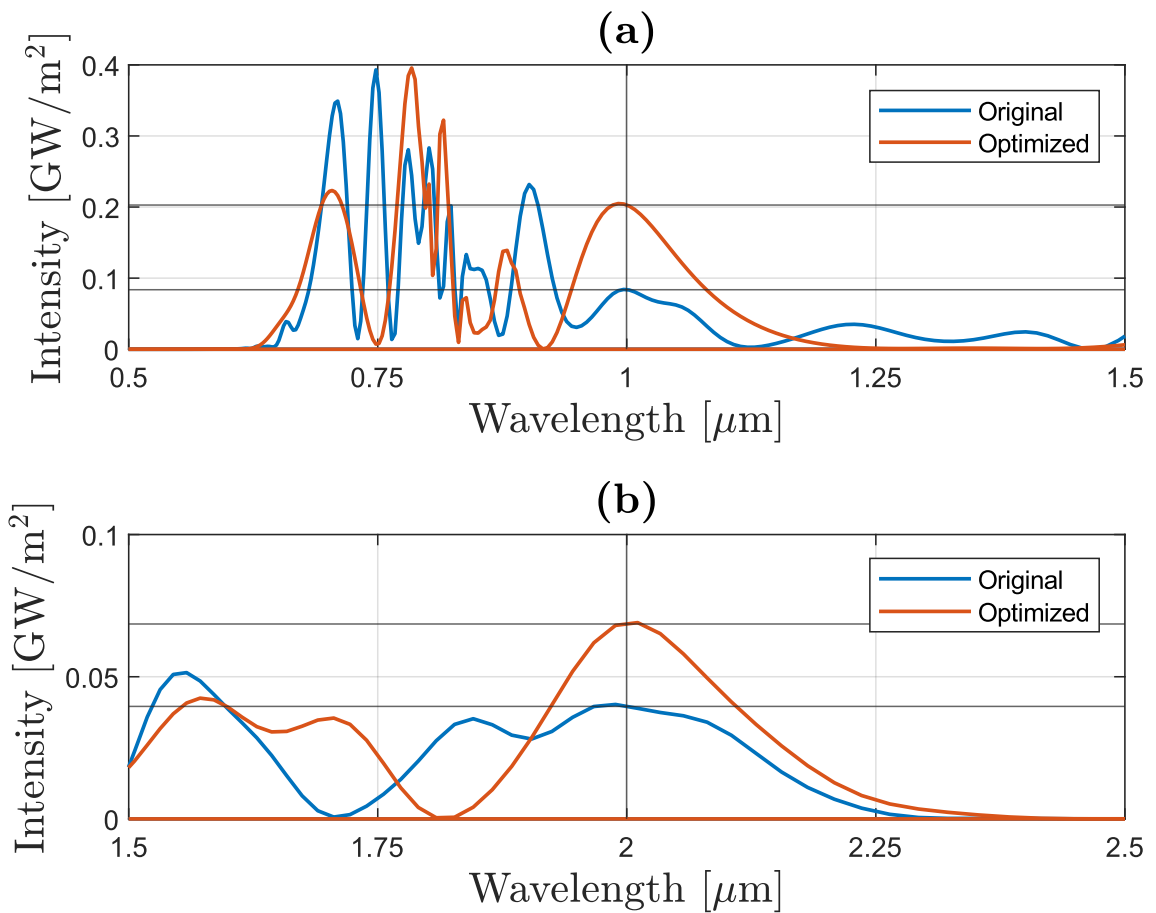 (a)
Intensity [GW/m²]
0.4
0.3
0.2
0.1
0
Original
Optimized
0.5 0.75 1 1.25 1.5
Wavelength [μm]
(b)
Intensity [GW/m²]
0.1
0.05
0
Original
Optimized
1.5 1.75 2 2.25 2.5
Wavelength [μm]